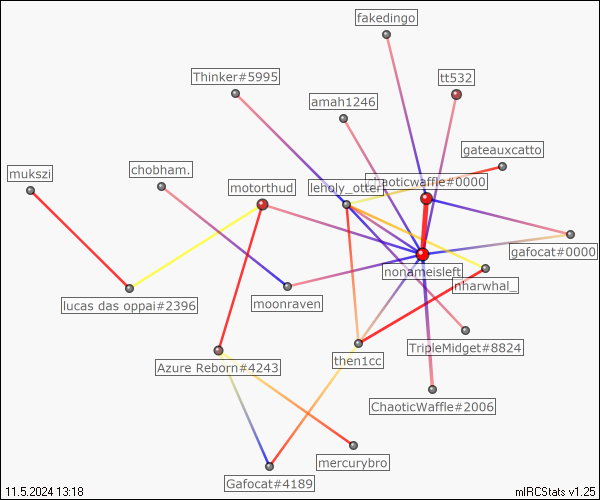 fakedingo
Thinker#5995
tt532
amah1246
gateauxcatto
mukszi
chobham.
motorthud
leholy_otter
chaoticwaffle#0000
gafocat#0000
nonameisleft
nharwhal_
lucas das oppai#2396
moonraven
TripleMidget#8824
then1cc
Azure Reborn#4243
ChaoticWaffle#2006
mercurybro
Gafocat#4189
11.5.2024 13:18
mIRCStats v1.25